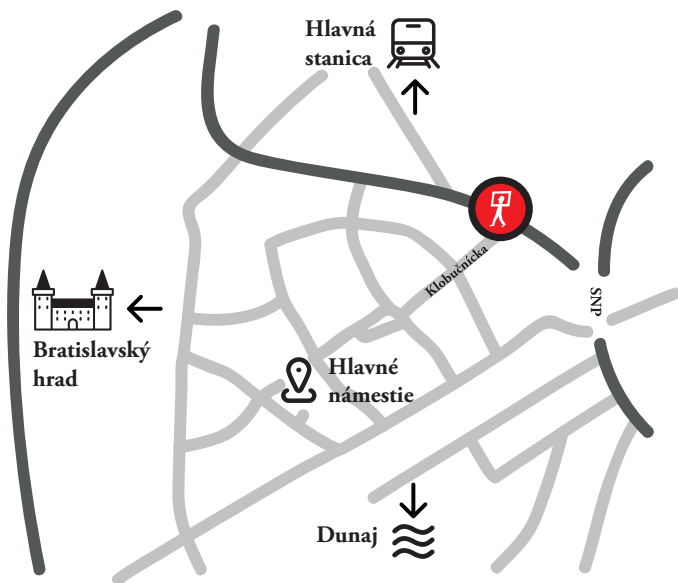 Hlavná
stanica
Klobučnícka
SNP
Bratislavský
hrad
Hlavné
námestie
Dunaj